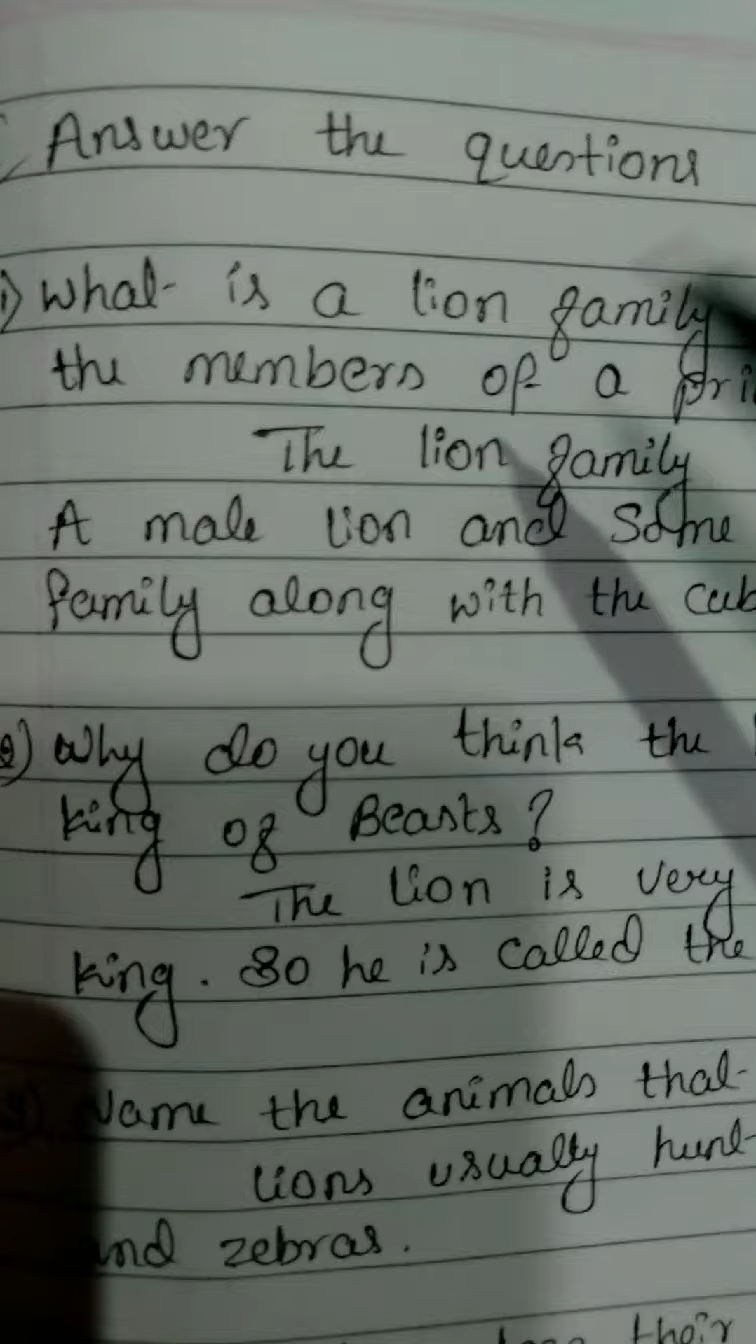 Answer the questions
1) What is a lion family
the members of a
The lion family
A male lion and some
family along with the cub
2) Why do you think the
king of Beasts?
The lion is very
king. So he is called the
3) Name the animals that
lions usually hunt
and zebras.
their